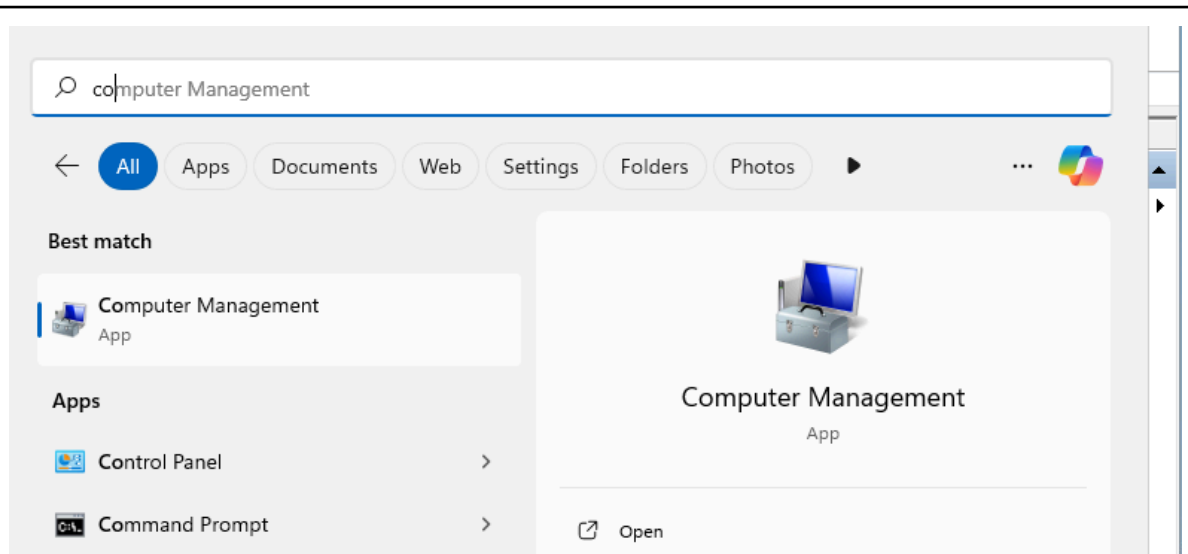 computer Management
All Apps Documents Web Settings Folders Photos ...
Best match
Computer Management
App
Apps
Control Panel
Command Prompt
Computer Management
App
Open